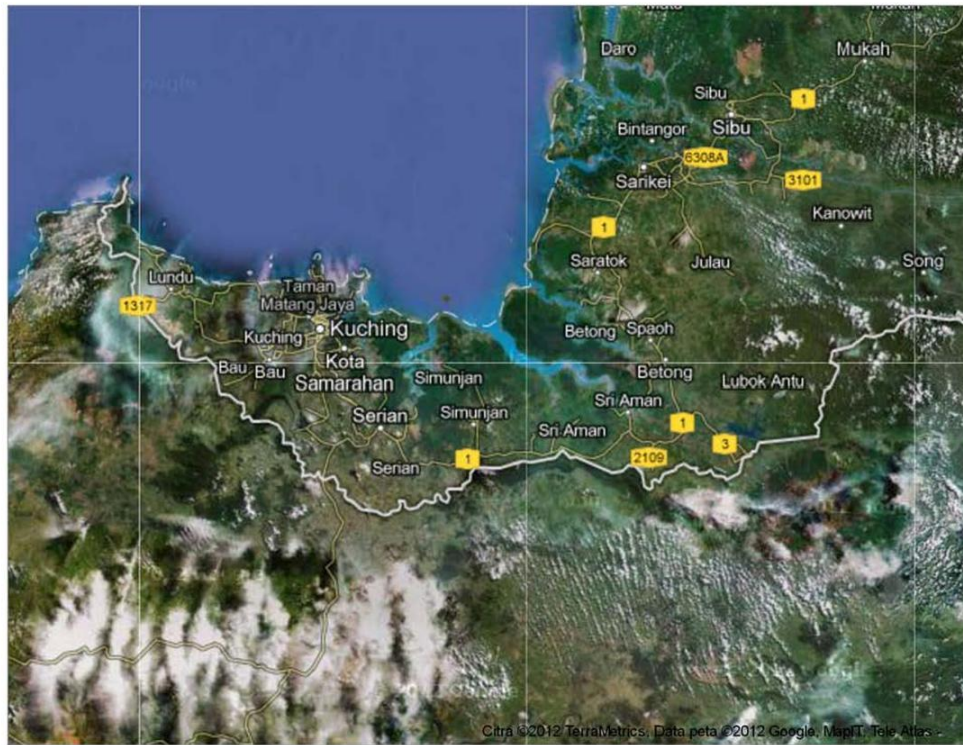 Daro
Mukah
Sibu
1
Sibu
Bintangor
6308A
Sarikei
3101
Kanowit
1
Saratok
Julau
Song
Lundu
Taman
Matang Jaya
1317
Kuching
Kuching
Betong
Spaoh
Bau
Bau
Kota
Samarahan
Simunjan
Betong
Lubok Antu
Serian
Simunjan
Sri Aman
Sri Aman
1
3
Serian
1
2109
Citra ©2012 TerraMetrics, Data peta ©2012 Google, MapIT, Tele Atlas -